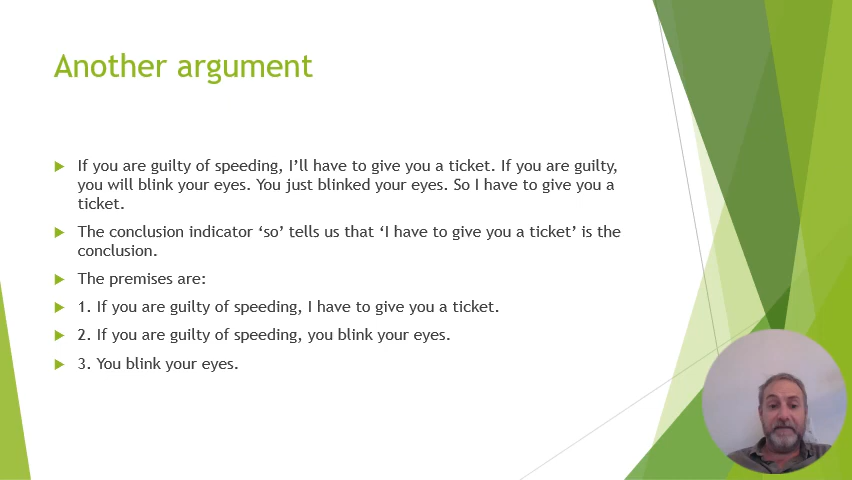 Another argument
If you are guilty of speeding, I’ll have to give you a ticket. If you are guilty,
you will blink your eyes. You just blinked your eyes. So I have to give you a
ticket.
The conclusion indicator ‘so’ tells us that ‘I have to give you a ticket’ is the
conclusion.
The premises are:
1. If you are guilty of speeding, I have to give you a ticket.
2. If you are guilty of speeding, you blink your eyes.
3. You blink your eyes.